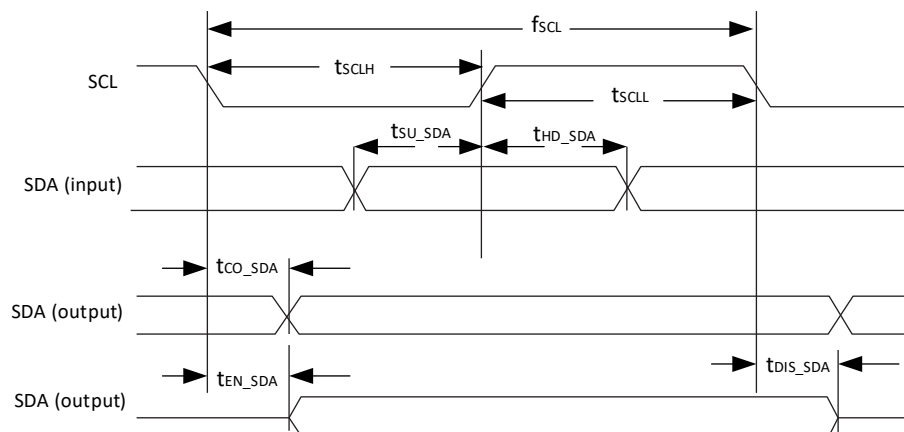 fSCL
SCL
tSCLH
tSCLL
tSU_SDA
tHD_SDA
SDA (input)
tCO_SDA
SDA (output)
tEN_SDA
tDIS_SDA
SDA (output)